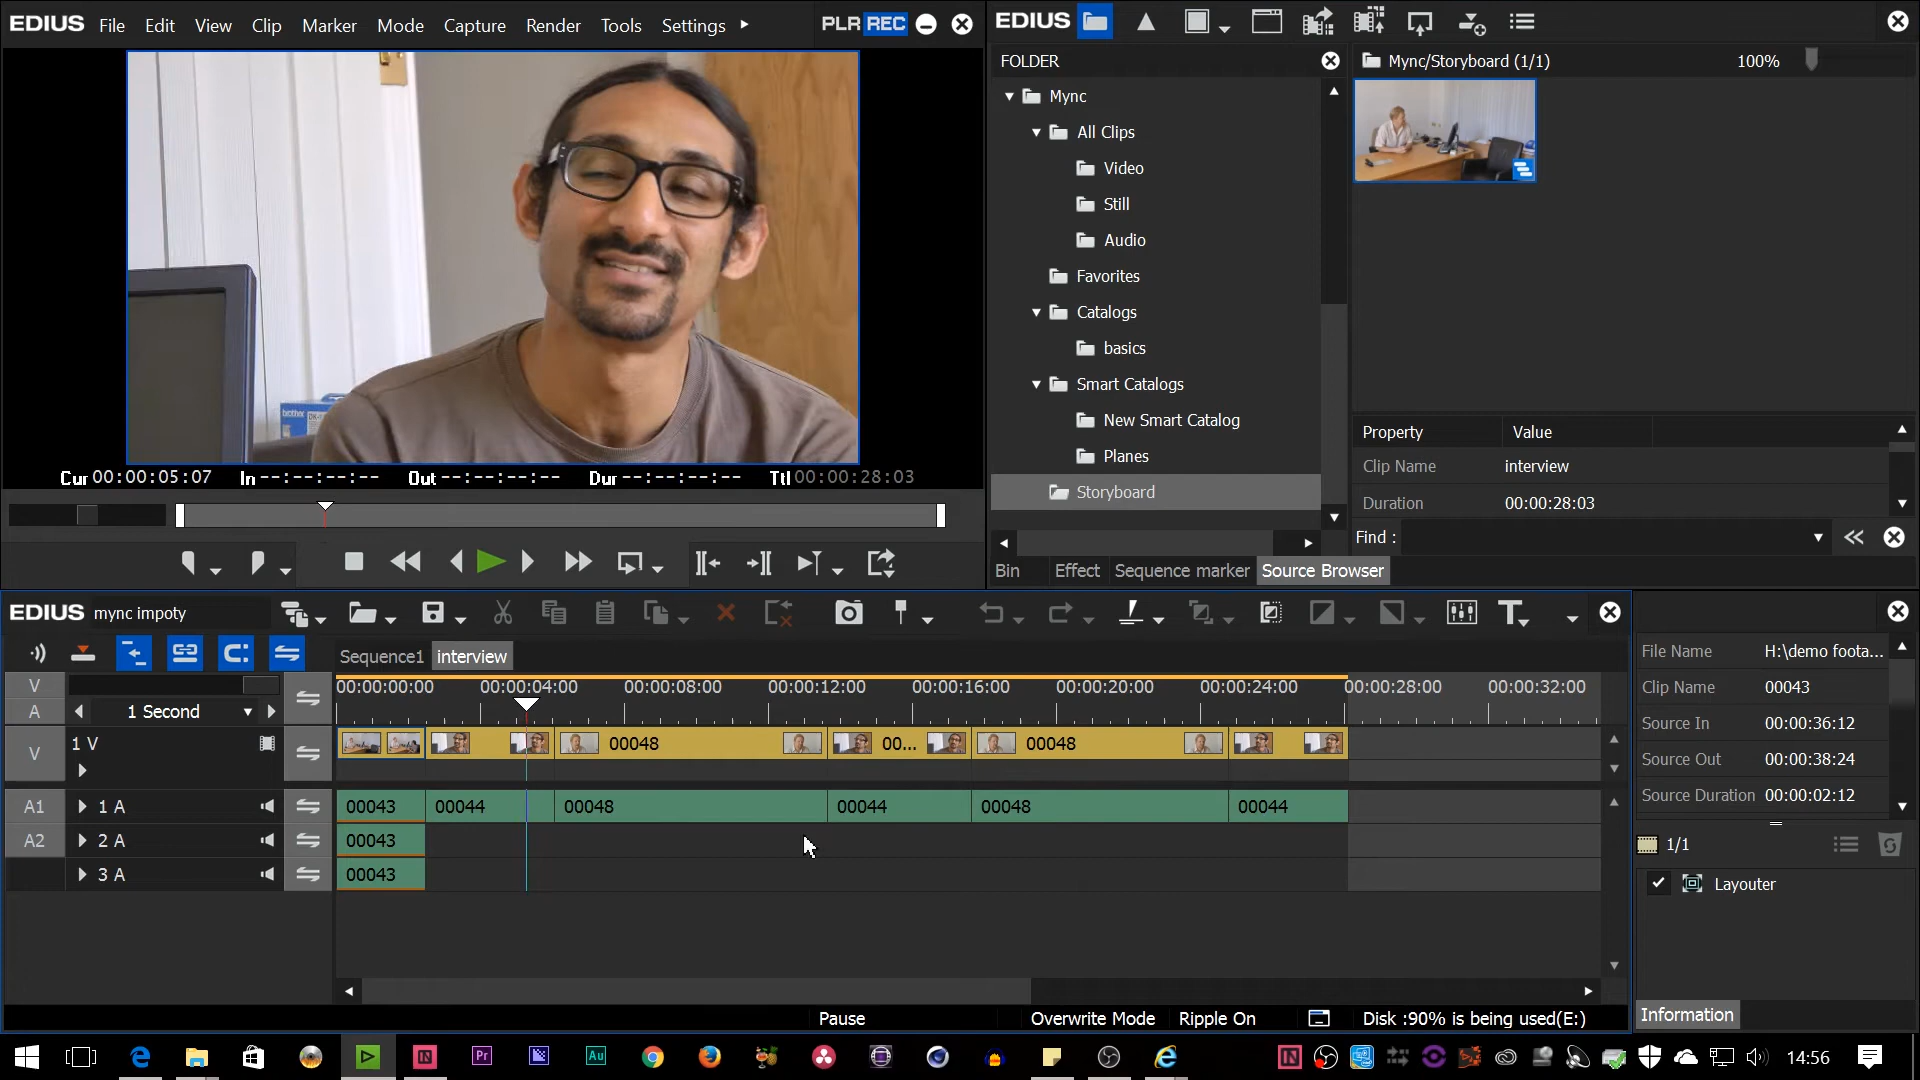 EDIUS File Edit View Clip Marker Mode Capture Render Tools Settings PLR REC
brother
Cur 00:00:05:07 In --:--:--:-- Out --:--:--:-- Dur --:--:--:-- Ttl 00:00:28:03
EDIUS
FOLDER
Mync
All Clips
Video
Still
Audio
Favorites
Catalogs
basics
Smart Catalogs
New Smart Catalog
Planes
Storyboard
Mync/Storyboard (1/1) 100%
Property Value
Clip Name interview
Duration 00:00:28:03
Find :
Bin Effect Sequence marker Source Browser
EDIUS mync impoty
Sequence1 interview
V
A
1 Second
00:00:00:00 00:00:04:00 00:00:08:00 00:00:12:00 00:00:16:00 00:00:20:00 00:00:24:00 00:00:28:00 00:00:32:00
V 1 V 00048 00... 00048
A1 1 A 00043 00044 00048 00044 00048 00044
A2 2 A 00043
3 A 00043
Pause Overwrite Mode Ripple On Disk :90% is being used(E:)
File Name H:\demo foota...
Clip Name 00043
Source In 00:00:36:12
Source Out 00:00:38:24
Source Duration 00:00:02:12
1/1
Layouter
Information
Pr Au 14:56